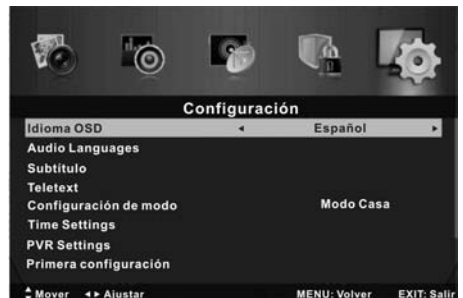 Configuración
Idioma OSD ◂ Español ▸
Audio Languages
Subtítulo
Teletext
Configuración de modo Modo Casa
Time Settings
PVR Settings
Primera configuración
Mover ◂▸ Ajustar MENU: Volver EXIT: Salir